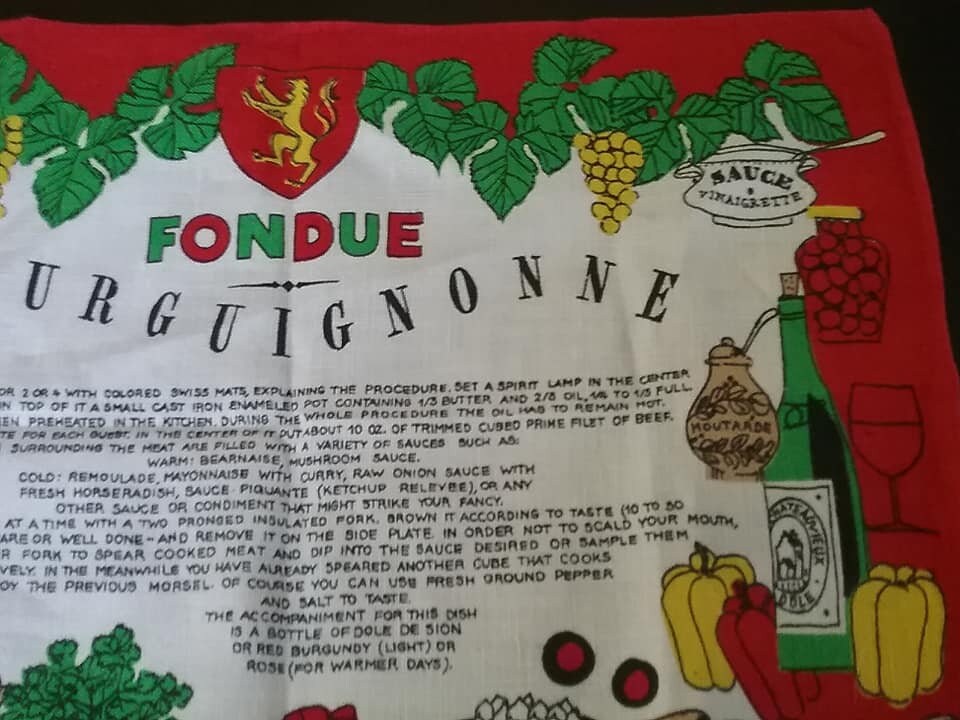 FONDUE
URGUIGNONNE
SAUCE
VINAIGRETTE
OR 2 OR 4 WITH COLORED SWISS MATS, EXPLAINING THE PROCEDURE. SET A SPIRIT LAMP IN THE CENTER
N TOP OF IT A SMALL CAST IRON ENAMELED POT CONTAINING 1/3 BUTTER AND 2/3 OIL, 1/4 TO 1/3 FULL.
EN PREHEATED IN THE KITCHEN. DURING THE WHOLE PROCEDURE THE OIL HAS TO REMAIN HOT.
TE FOR EACH GUEST. IN THE CENTER OF IT PUT ABOUT 10 OZ. OF TRIMMED CUBED PRIME FILET OF BEEF.
SURROUNDING THE MEAT ARE FILLED WITH A VARIETY OF SAUCES SUCH AS:
WARM: BEARNAISE, MUSHROOM SAUCE.
COLD: REMOULADE, MAYONNAISE WITH CURRY, RAW ONION SAUCE WITH
FRESH HORSERADISH, SAUCE PIQUANTE (KETCHUP RELEVEE), OR ANY
OTHER SAUCE OR CONDIMENT THAT MIGHT STRIKE YOUR FANCY.
AT A TIME WITH A TWO PRONGED INSULATED FORK. BROWN IT ACCORDING TO TASTE (10 TO 50
ARE OR WELL DONE - AND REMOVE IT ON THE SIDE PLATE. IN ORDER NOT TO SCALD YOUR MOUTH,
R FORK TO SPEAR COOKED MEAT AND DIP INTO THE SAUCE DESIRED OR SAMPLE THEM
VELY. IN THE MEANWHILE YOU HAVE ALREADY SPEARED ANOTHER CUBE THAT COOKS
OY THE PREVIOUS MORSEL. OF COURSE YOU CAN USE FRESH GROUND PEPPER
AND SALT TO TASTE.
THE ACCOMPANIMENT FOR THIS DISH
IS A BOTTLE OF DOLE DE SION
OR RED BURGUNDY (LIGHT) OR
ROSE (FOR WARMER DAYS).
MOUTARDE
CHATEAUVIEUX
DOLE